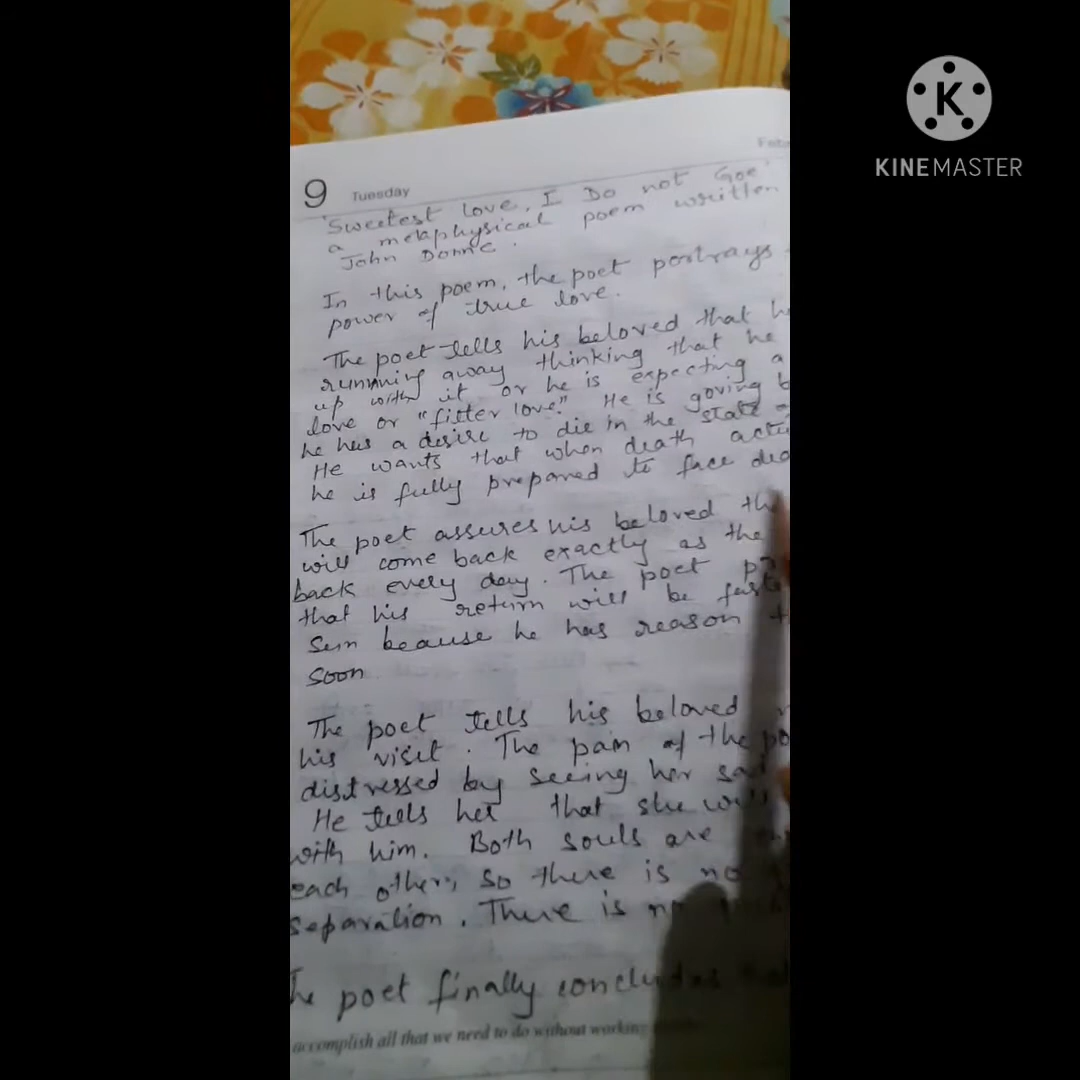 K
KINEMASTER
9 Tuesday
'Sweetest love, I Do not Goe'
a metaphysical poem written
John Donne.
In this poem, the poet portrays
power of true love.
The poet tells his beloved that
running away thinking that he
up with it or he is expecting a
love or "fitter love." He is goving
he has a desire to die in the state
He wants that when death
he is fully prepared to face
The poet assures his beloved
will come back exactly as the
back every day. The poet
that his return will be
Sun beause he has reason
soon
The poet tells his beloved
his visit. The pain of the
distressed by seeing her
He tells her that she
with him. Both souls are
each other, so there is no
separation. There is
The poet finally concludes
accomplish all that we need to do without working